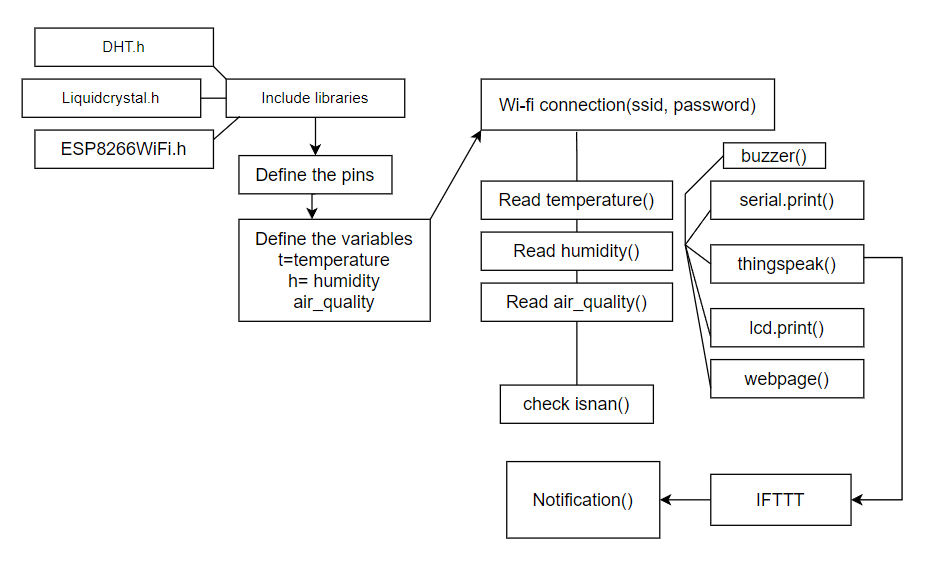 DHT.h
Liquidcrystal.h
Include libraries
ESP8266WiFi.h
Define the pins
Define the variables
t=temperature
h= humidity
air_quality
Wi-fi connection(ssid, password)
Read temperature()
Read humidity()
Read air_quality()
check isnan()
buzzer()
serial.print()
thingspeak()
lcd.print()
webpage()
IFTTT
Notification()